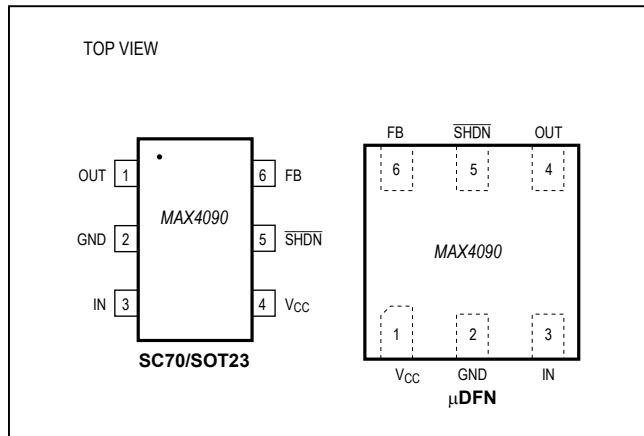 TOP VIEW
OUT 1
6 FB
MAX4090
GND 2
5 SHDN
IN 3
4 VCC
SC70/SOT23
FB SHDN OUT
6 5 4
MAX4090
1 2 3
VCC GND IN
µDFN